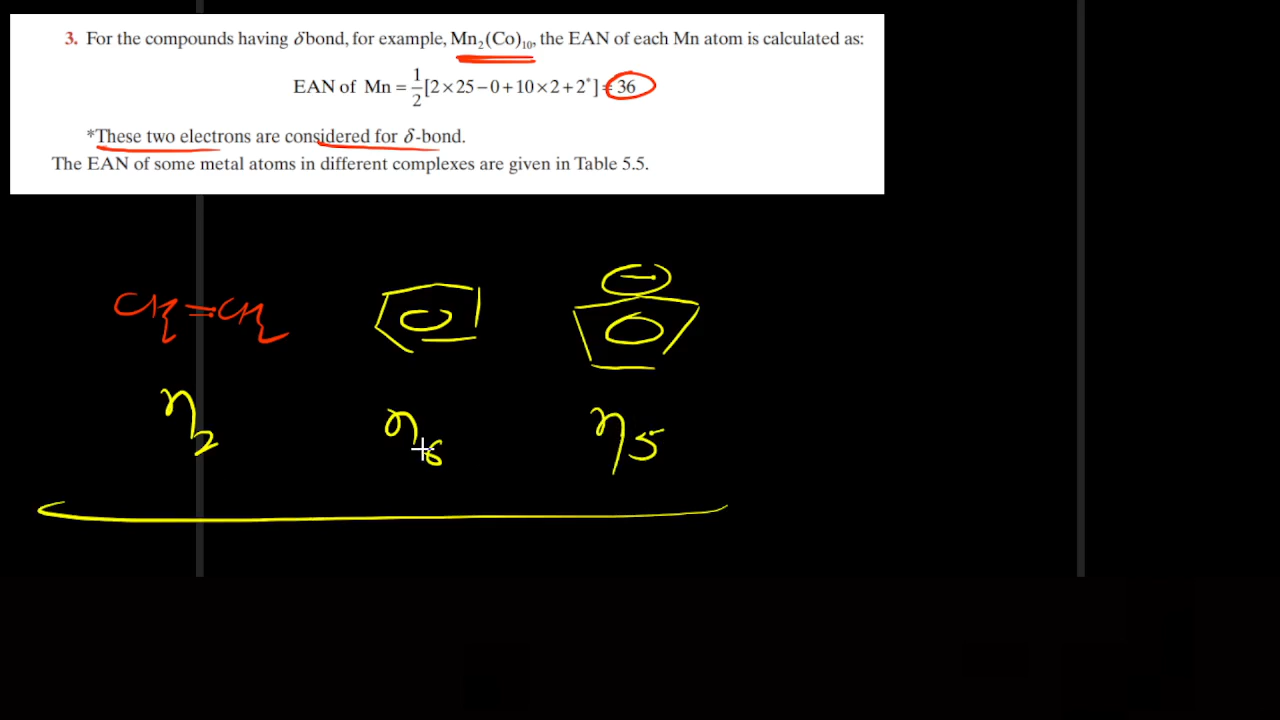 3. For the compounds having δbond, for example, Mn₂(Co)₁₀, the EAN of each Mn atom is calculated as:
EAN of Mn = 1/2[2×25−0+10×2+2*] = 36
*These two electrons are considered for δ-bond.
The EAN of some metal atoms in different complexes are given in Table 5.5.
CH₂=CH₂
η₂ η₆ η5